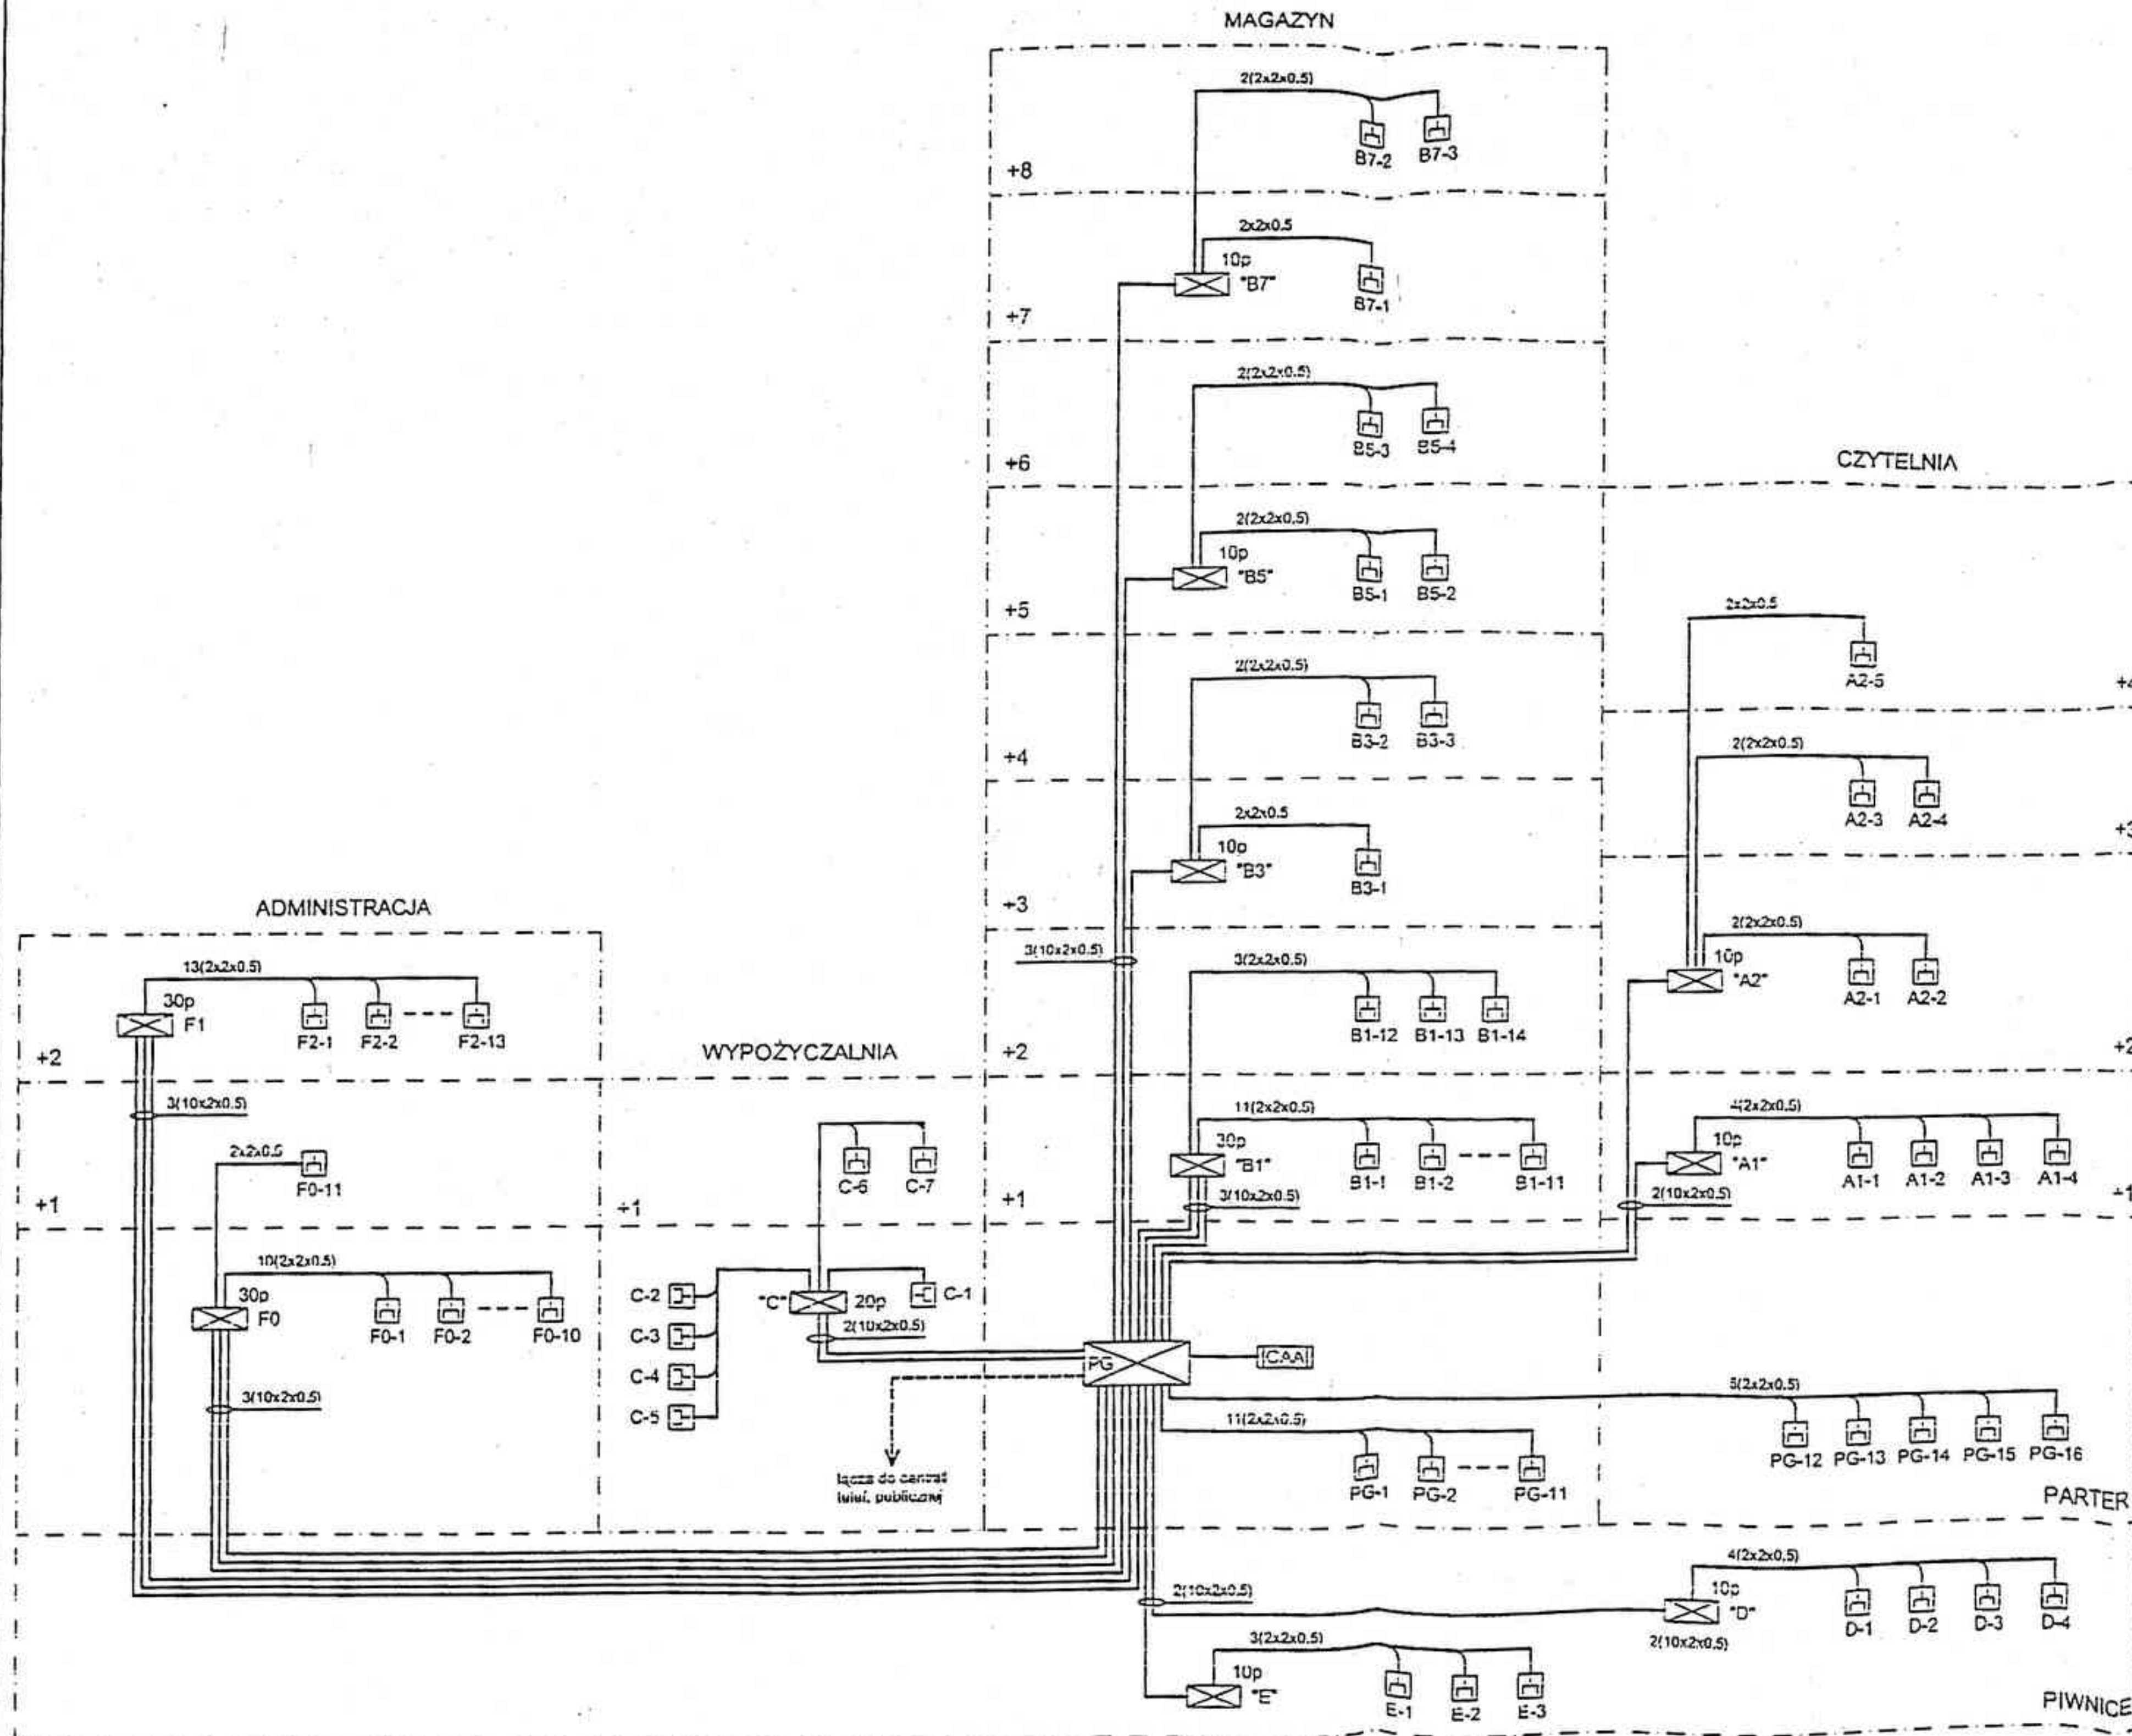 MAGAZYN
2(2x2x0.5)
B7-2 B7-3
+8
2x2x0.5
10p
"B7"
B7-1
+7
2(2x2x0.5)
B5-3 B5-4
+6
CZYTELNIA
2(2x2x0.5)
10p
"B5"
B5-1 B5-2
+5
2x2x0.5
A2-5
+4
2(2x2x0.5)
B3-2 B3-3
+4
2(2x2x0.5)
A2-3 A2-4
+3
2x2x0.5
10p
"B3"
B3-1
+3
ADMINISTRACJA
2(2x2x0.5)
10p
"A2"
A2-1 A2-2
+2
3(10x2x0.5)
3(2x2x0.5)
B1-12 B1-13 B1-14
+2
13(2x2x0.5)
30p
F1
F2-1 F2-2 F2-13
+2
WYPOŻYCZALNIA
3(10x2x0.5)
2x2x0.5
F0-11
+1
C-6 C-7
+1
11(2x2x0.5)
30p
"B1"
B1-1 B1-2 B1-11
3(10x2x0.5)
+1
4(2x2x0.5)
10p
"A1"
A1-1 A1-2 A1-3 A1-4
2(10x2x0.5)
+1
10(2x2x0.5)
30p
F0
F0-1 F0-2 F0-10
3(10x2x0.5)
C-2
C-3
C-4
C-5
"C" 20p C-1
2(10x2x0.5)
PG
CAA
łącza do central
telef. publicznej
5(2x2x0.5)
PG-12 PG-13 PG-14 PG-15 PG-16
11(2x2x0.5)
PG-1 PG-2 PG-11
PARTER
2(10x2x0.5)
4(2x2x0.5)
10p
"D"
D-1 D-2 D-3 D-4
2(10x2x0.5)
3(2x2x0.5)
10p
"E"
E-1 E-2 E-3
PIWNICE